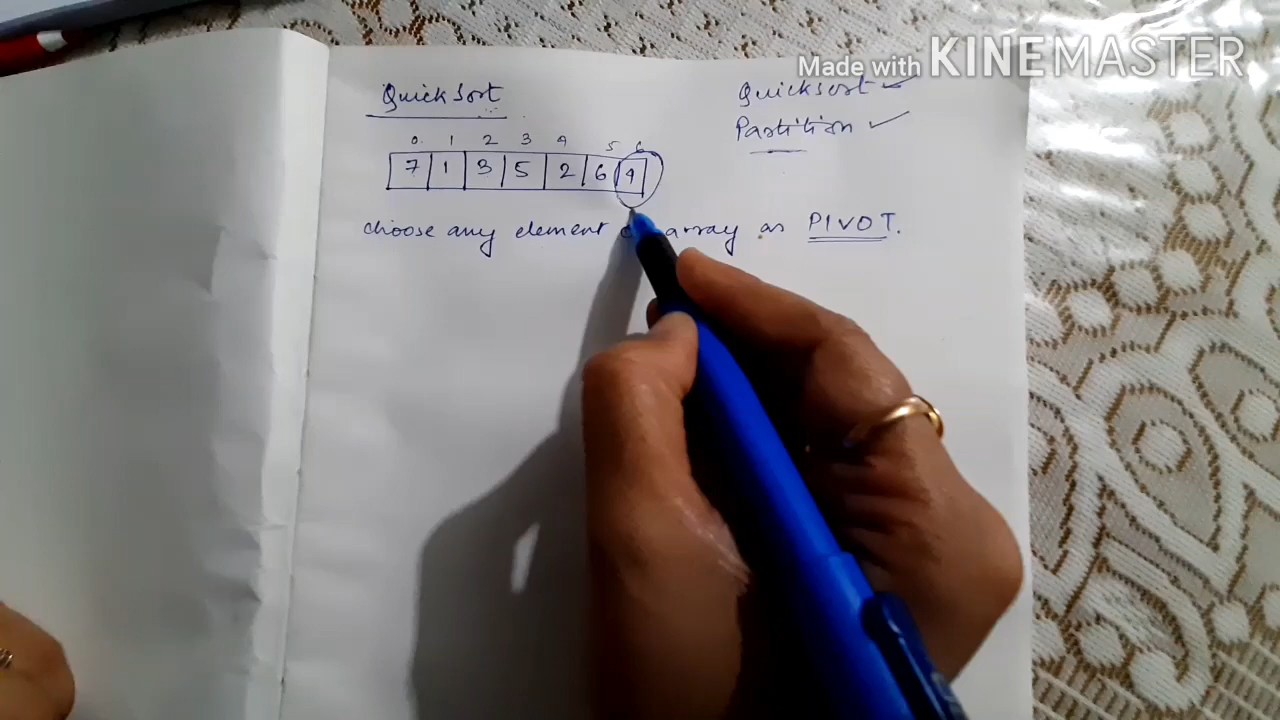 Made with KINEMASTER
QuickSort
Quicksort ✓
Partition ✓
0. 1 2 3 4 5 6
7 1 3 5 2 6 4
choose any element array as PIVOT.